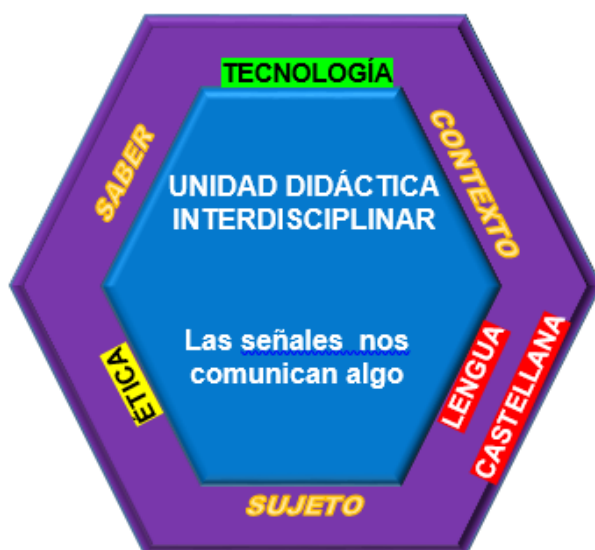 TECNOLOGÍA
SABER
CONTEXTO
UNIDAD DIDÁCTICA
INTERDISCIPLINAR
Las señales nos
comunican algo
ÉTICA
LENGUA
CASTELLANA
SUJETO